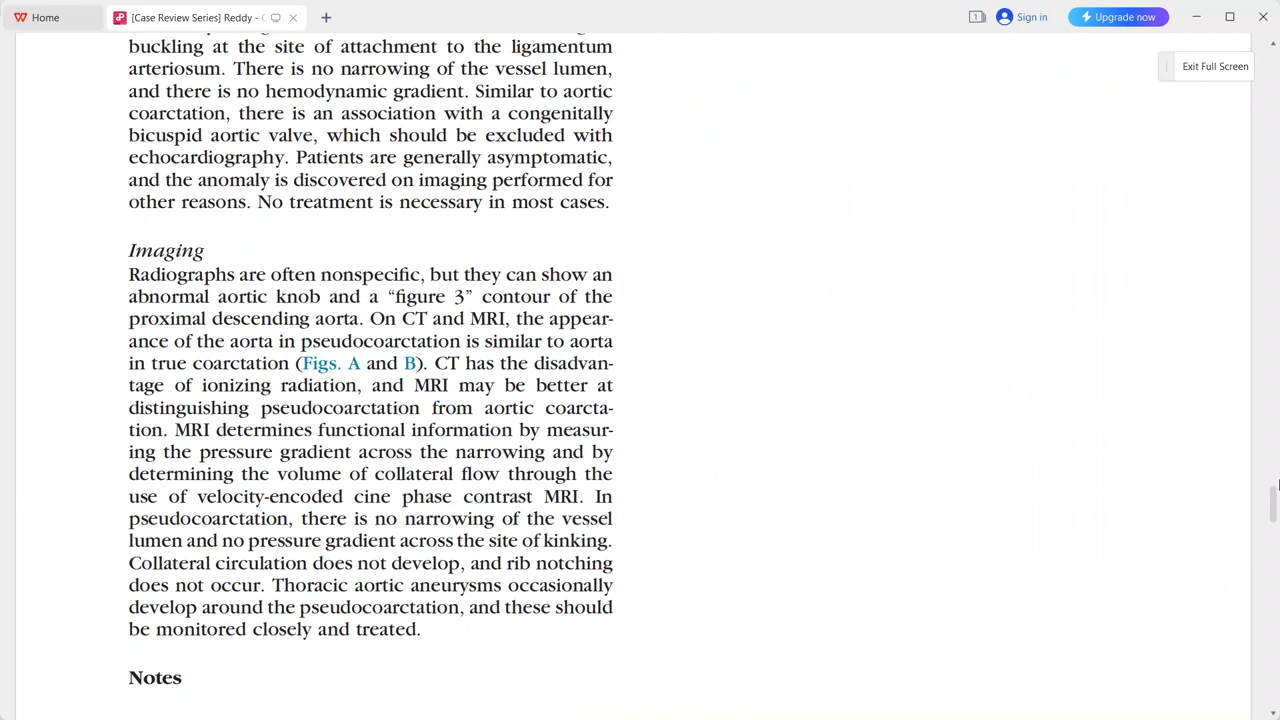 Home
[Case Review Series] Reddy -
Sign in
Upgrade now
Exit Full Screen
buckling at the site of attachment to the ligamentum
arteriosum. There is no narrowing of the vessel lumen,
and there is no hemodynamic gradient. Similar to aortic
coarctation, there is an association with a congenitally
bicuspid aortic valve, which should be excluded with
echocardiography. Patients are generally asymptomatic,
and the anomaly is discovered on imaging performed for
other reasons. No treatment is necessary in most cases.
Imaging
Radiographs are often nonspecific, but they can show an
abnormal aortic knob and a “figure 3” contour of the
proximal descending aorta. On CT and MRI, the appear-
ance of the aorta in pseudocoarctation is similar to aorta
in true coarctation (Figs. A and B). CT has the disadvan-
tage of ionizing radiation, and MRI may be better at
distinguishing pseudocoarctation from aortic coarcta-
tion. MRI determines functional information by measur-
ing the pressure gradient across the narrowing and by
determining the volume of collateral flow through the
use of velocity-encoded cine phase contrast MRI. In
pseudocoarctation, there is no narrowing of the vessel
lumen and no pressure gradient across the site of kinking.
Collateral circulation does not develop, and rib notching
does not occur. Thoracic aortic aneurysms occasionally
develop around the pseudocoarctation, and these should
be monitored closely and treated.
Notes